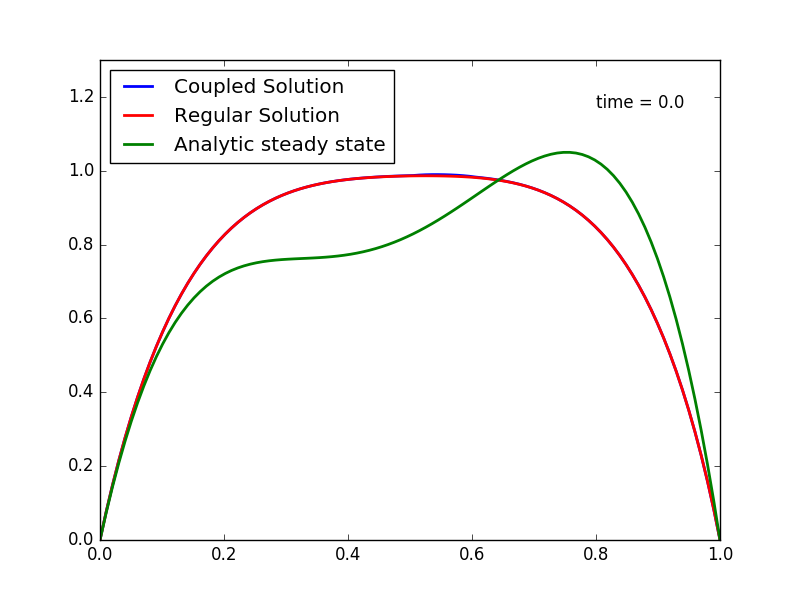 Coupled Solution
Regular Solution
Analytic steady state
time = 0.0
1.2
1.0
0.8
0.6
0.4
0.2
0.0
0.0 0.2 0.4 0.6 0.8 1.0